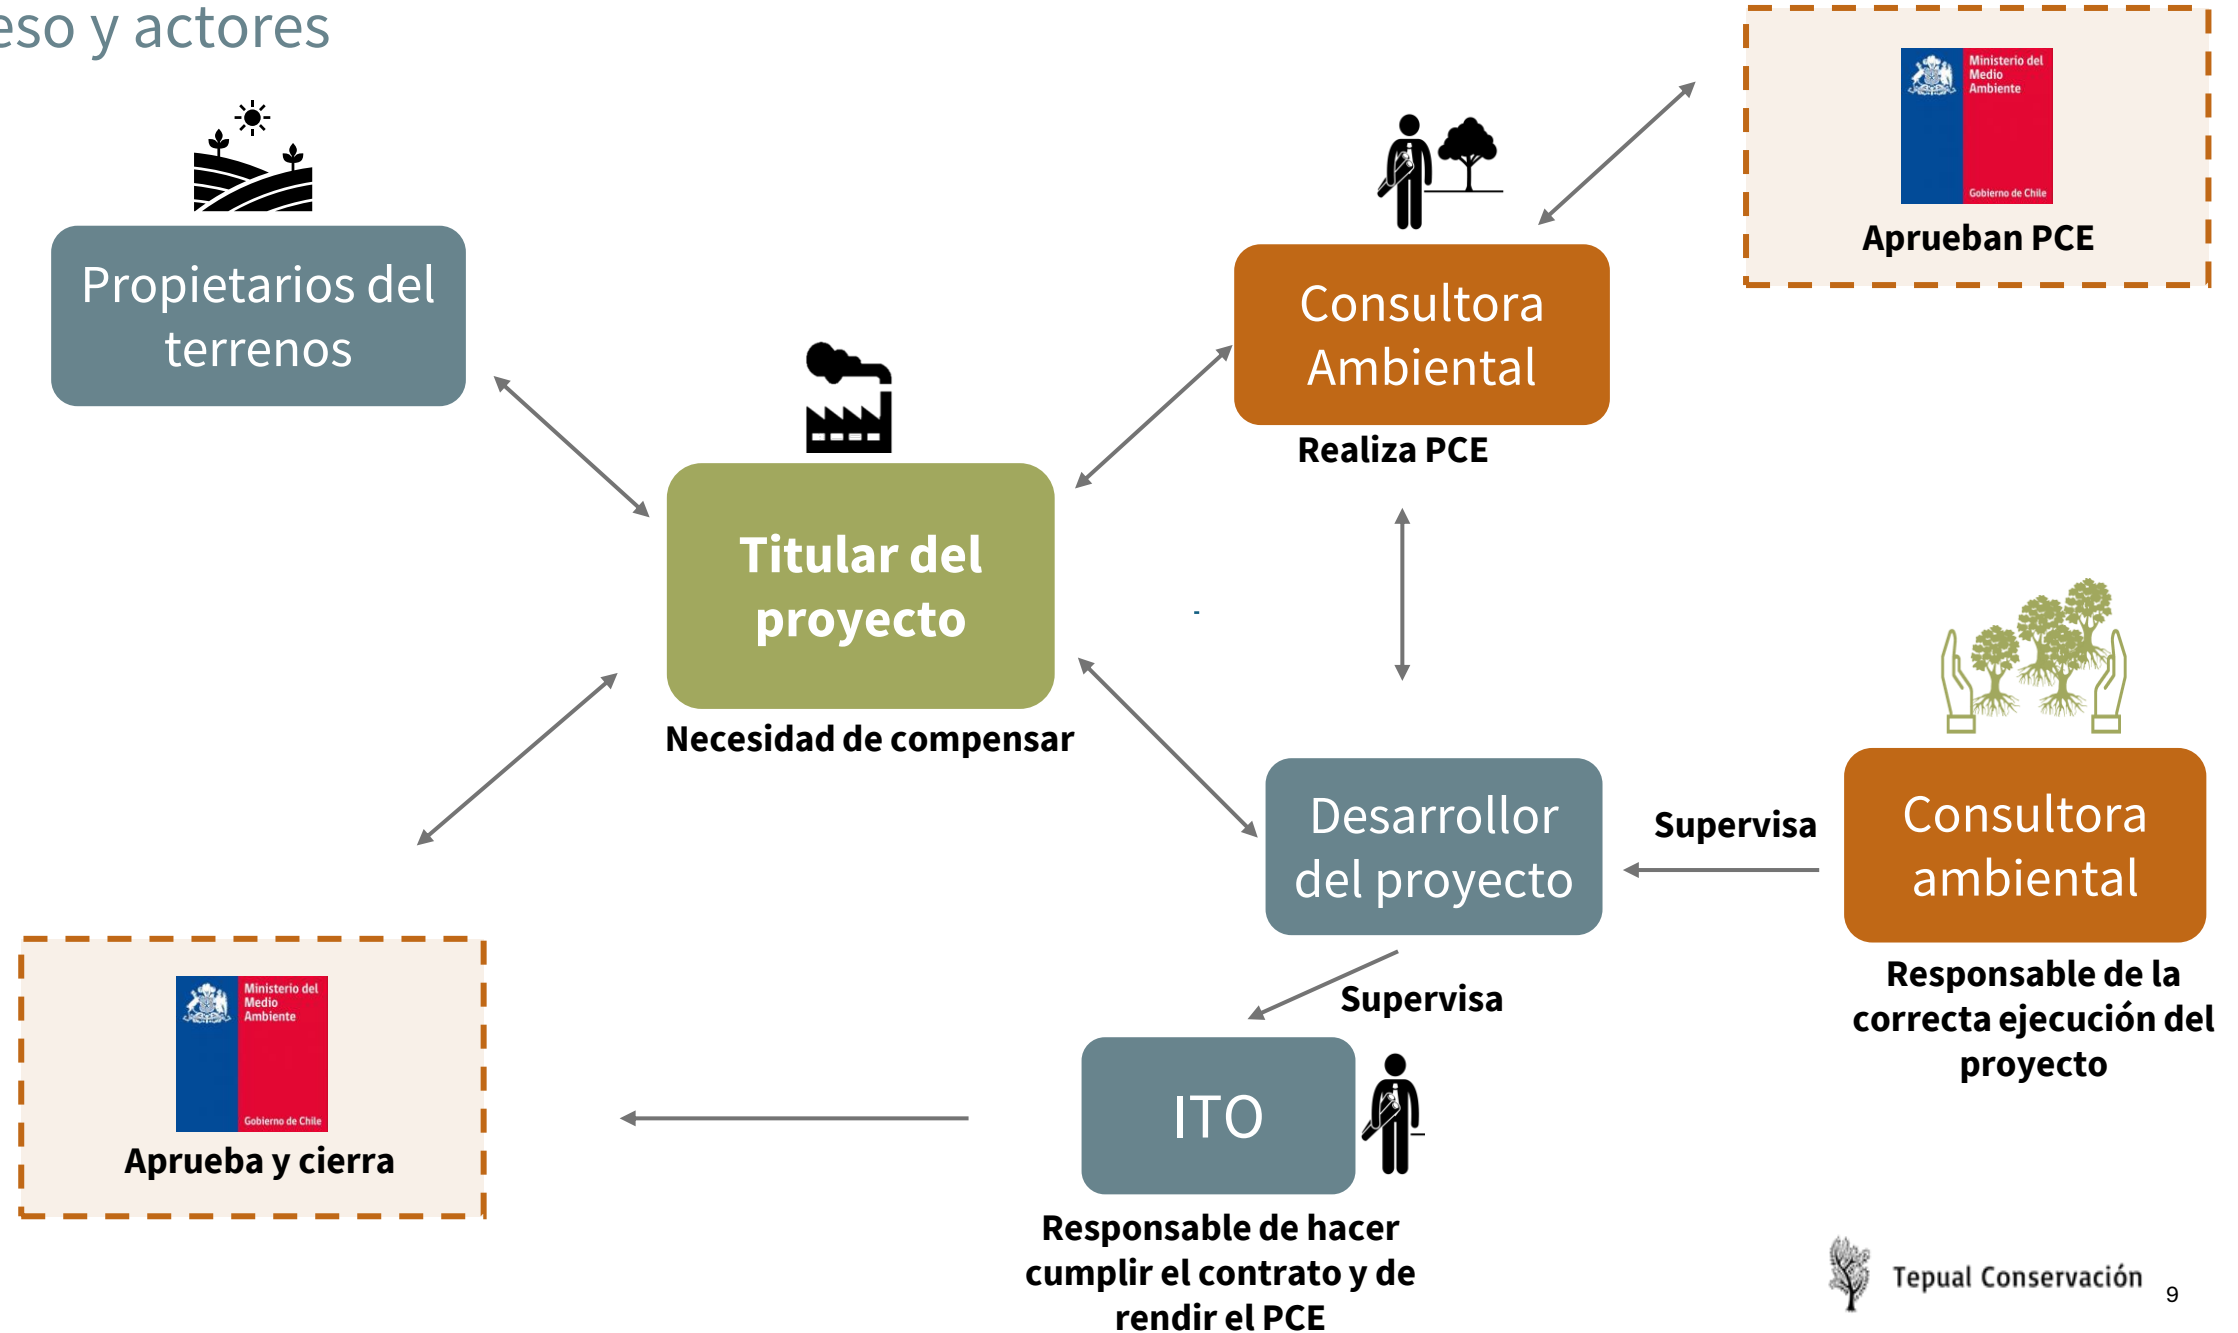 eso y actores
Ministerio del
Medio
Ambiente
Gobierno de Chile
Aprueban PCE
Propietarios del
terrenos
Consultora
Ambiental
Realiza PCE
Titular del
proyecto
Necesidad de compensar
-
Desarrollor
del proyecto
Supervisa
Consultora
ambiental
Responsable de la
correcta ejecución del
proyecto
Supervisa
Ministerio del
Medio
Ambiente
Gobierno de Chile
Aprueba y cierra
ITO
Responsable de hacer
cumplir el contrato y de
rendir el PCE
Tepual Conservación
9